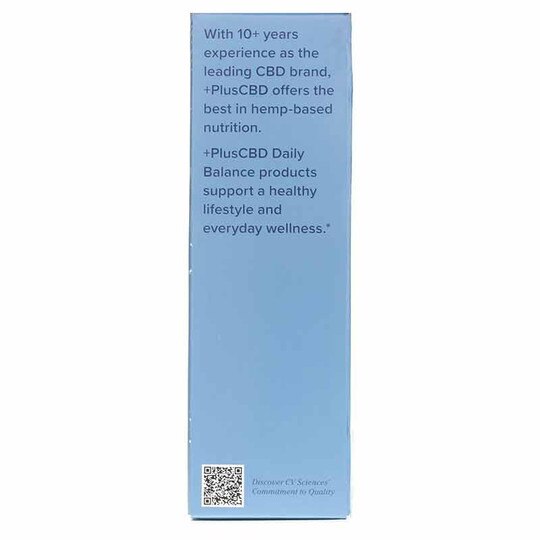 With 10+ years
experience as the
leading CBD brand,
+PlusCBD offers the
best in hemp-based
nutrition.
+PlusCBD Daily
Balance products
support a healthy
lifestyle and
everyday wellness.*
Discover CV Sciences'
Commitment to Quality